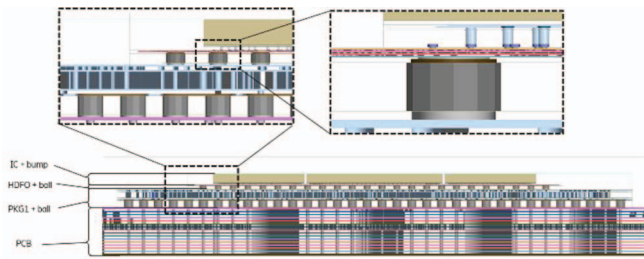 IC + bump
HDFO + ball
PKG1 + ball
PCB